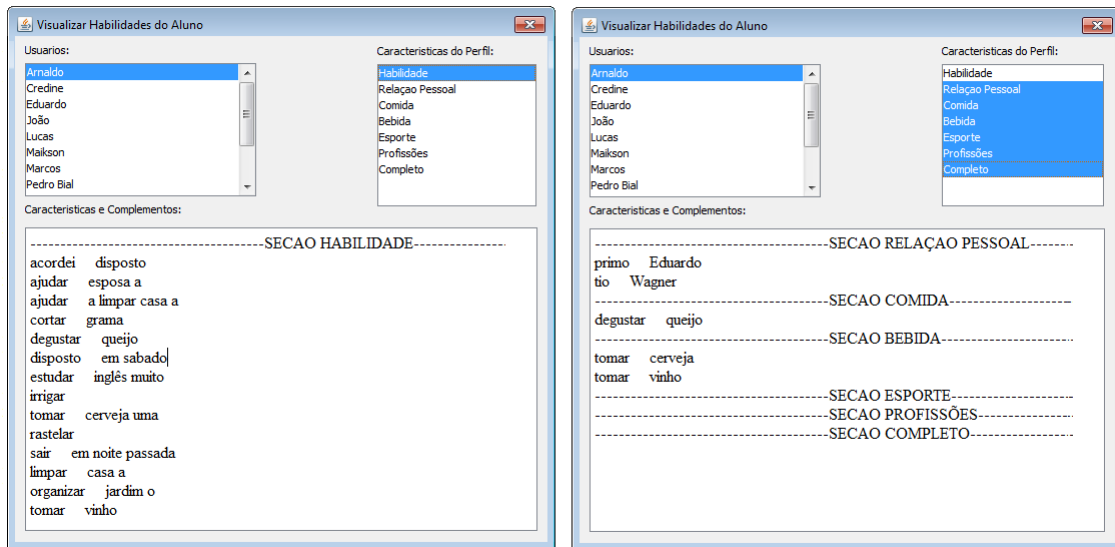 Visualizar Habilidades do Aluno
Usuarios:
Caracteristicas do Perfil:
Arnaldo
Credine
Eduardo
João
Lucas
Maikson
Marcos
Pedro Bial
Habilidade
Relaçao Pessoal
Comida
Bebida
Esporte
Profissões
Completo
Caracteristicas e Complementos:
--------------------------------------SECAO HABILIDADE---------------
acordei disposto
ajudar esposa a
ajudar a limpar casa a
cortar grama
degustar queijo
disposto em sabado
estudar inglês muito
irrigar
tomar cerveja uma
rastelar
sair em noite passada
limpar casa a
organizar jardim o
tomar vinho
Visualizar Habilidades do Aluno
Usuarios:
Caracteristicas do Perfil:
Arnaldo
Credine
Eduardo
João
Lucas
Maikson
Marcos
Pedro Bial
Habilidade
Relaçao Pessoal
Comida
Bebida
Esporte
Profissões
Completo
Caracteristicas e Complementos:
--------------------------------------SECAO RELAÇAO PESSOAL-------
primo Eduardo
tio Wagner
--------------------------------------SECAO COMIDA--------------------
degustar queijo
--------------------------------------SECAO BEBIDA---------------------
tomar cerveja
tomar vinho
--------------------------------------SECAO ESPORTE-------------------
--------------------------------------SECAO PROFISSÕES---------------
--------------------------------------SECAO COMPLETO----------------